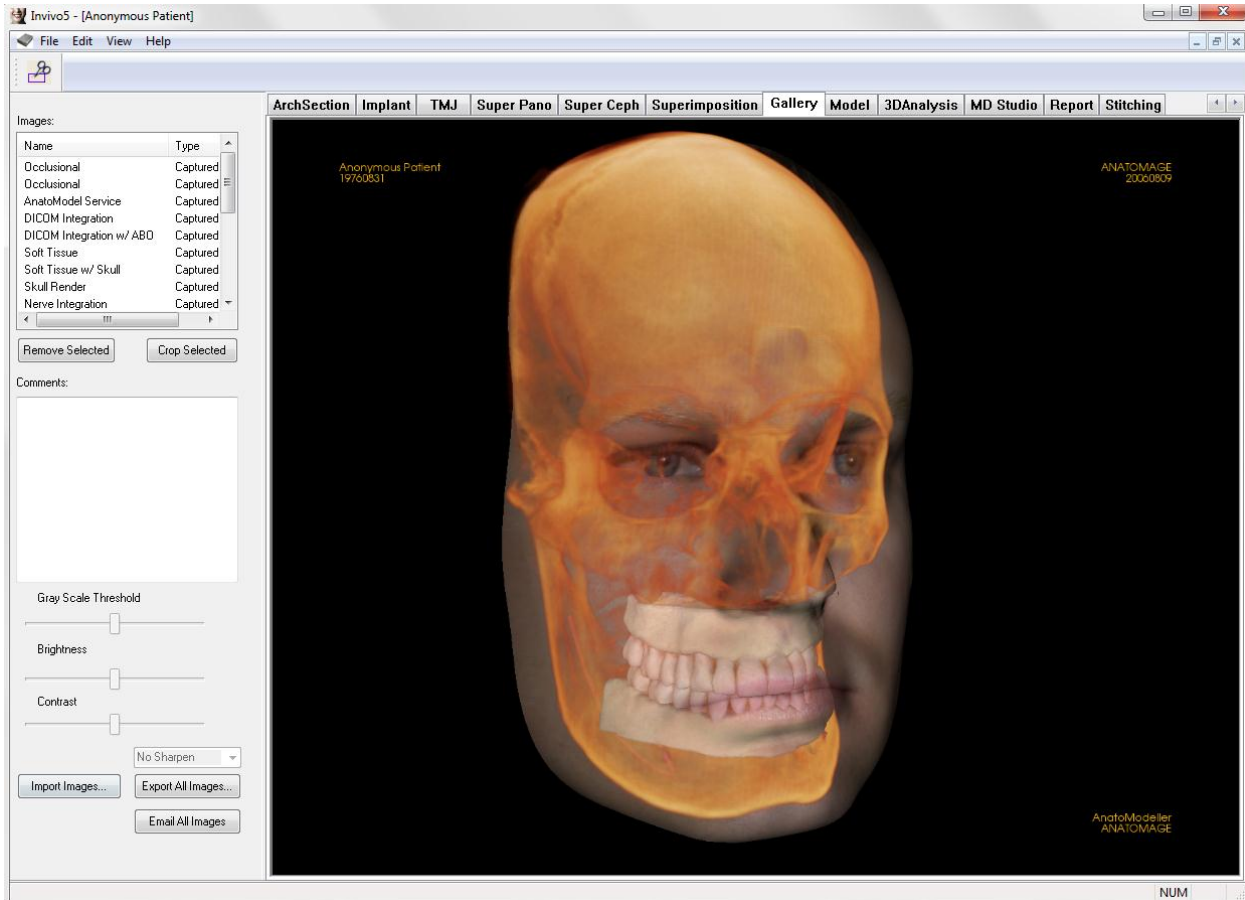 Invivo5 - [Anonymous Patient]
File Edit View Help
ArchSection Implant TMJ Super Pano Super Ceph Superimposition Gallery Model 3DAnalysis MD Studio Report Stitching
Images:
Name Type
Occlusional Captured
Occlusional Captured
AnatoModel Service Captured
DICOM Integration Captured
DICOM Integration w/ ABO Captured
Soft Tissue Captured
Soft Tissue w/ Skull Captured
Skull Render Captured
Nerve Integration Captured
Remove Selected Crop Selected
Comments:
Gray Scale Threshold
Brightness
Contrast
No Sharpen
Import Images... Export All Images...
Email All Images
Anonymous Patient
19760831
ANATOMAGE
20060809
AnatoModeller
ANATOMAGE
NUM